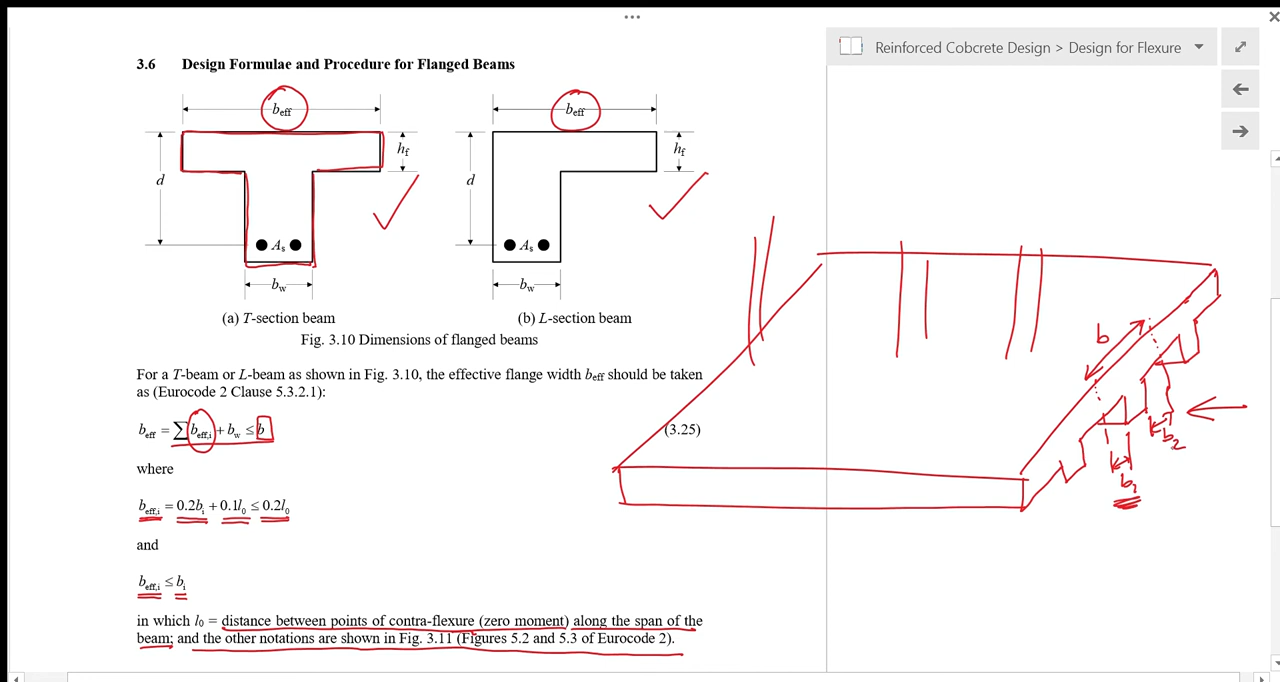 Reinforced Cobcrete Design > Design for Flexure
3.6 Design Formulae and Procedure for Flanged Beams
beff
beff
hf
hf
d
d
As
As
bw
bw
(a) T-section beam
(b) L-section beam
Fig. 3.10 Dimensions of flanged beams
b
b2
b1
For a T-beam or L-beam as shown in Fig. 3.10, the effective flange width beff should be taken
as (Eurocode 2 Clause 5.3.2.1):
beff = ∑beff,i + bw ≤ b (3.25)
where
beff,i = 0.2bi + 0.1l0 ≤ 0.2l0
and
beff,i ≤ bi
in which l0 = distance between points of contra-flexure (zero moment) along the span of the
beam; and the other notations are shown in Fig. 3.11 (Figures 5.2 and 5.3 of Eurocode 2).